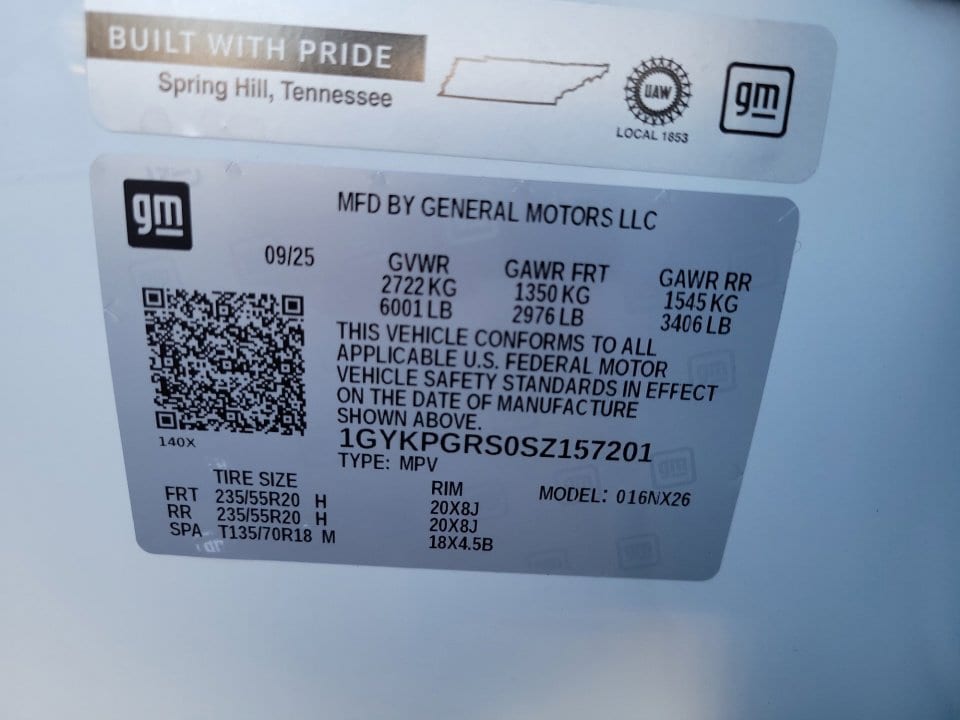 BUILT WITH PRIDE
Spring Hill, Tennessee
UAW
LOCAL 1853
gm
gm
MFD BY GENERAL MOTORS LLC
09/25
GVWR GAWR FRT GAWR RR
2722 KG 1350 KG 1545 KG
6001 LB 2976 LB 3406 LB
THIS VEHICLE CONFORMS TO ALL
APPLICABLE U.S. FEDERAL MOTOR
VEHICLE SAFETY STANDARDS IN EFFECT
ON THE DATE OF MANUFACTURE
SHOWN ABOVE.
140X
1GYKPGRS0SZ157201
TYPE: MPV
TIRE SIZE RIM MODEL: 016NX26
FRT 235/55R20 H 20X8J
RR 235/55R20 H 20X8J
SPA T135/70R18 M 18X4.5B